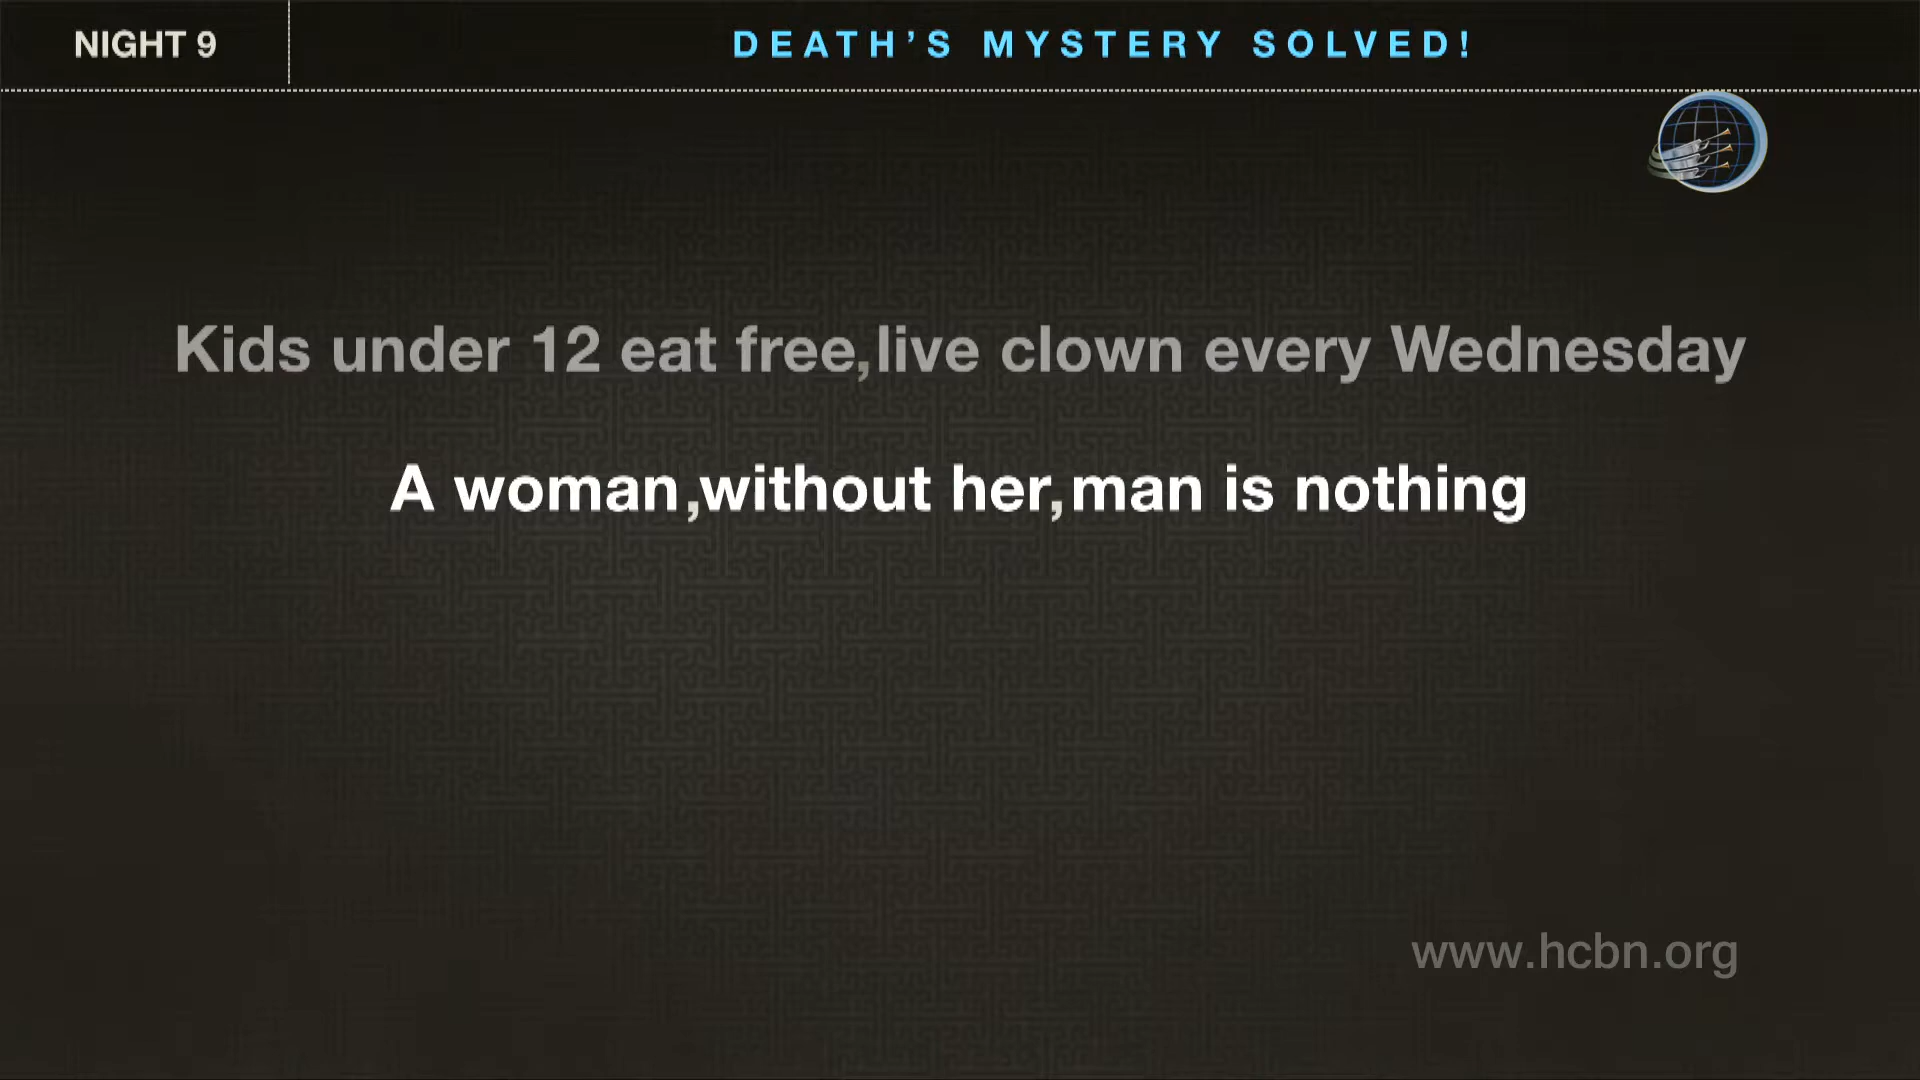 NIGHT 9
DEATH’S MYSTERY SOLVED!
Kids under 12 eat free,live clown every Wednesday
A woman,without her,man is nothing
www.hcbn.org